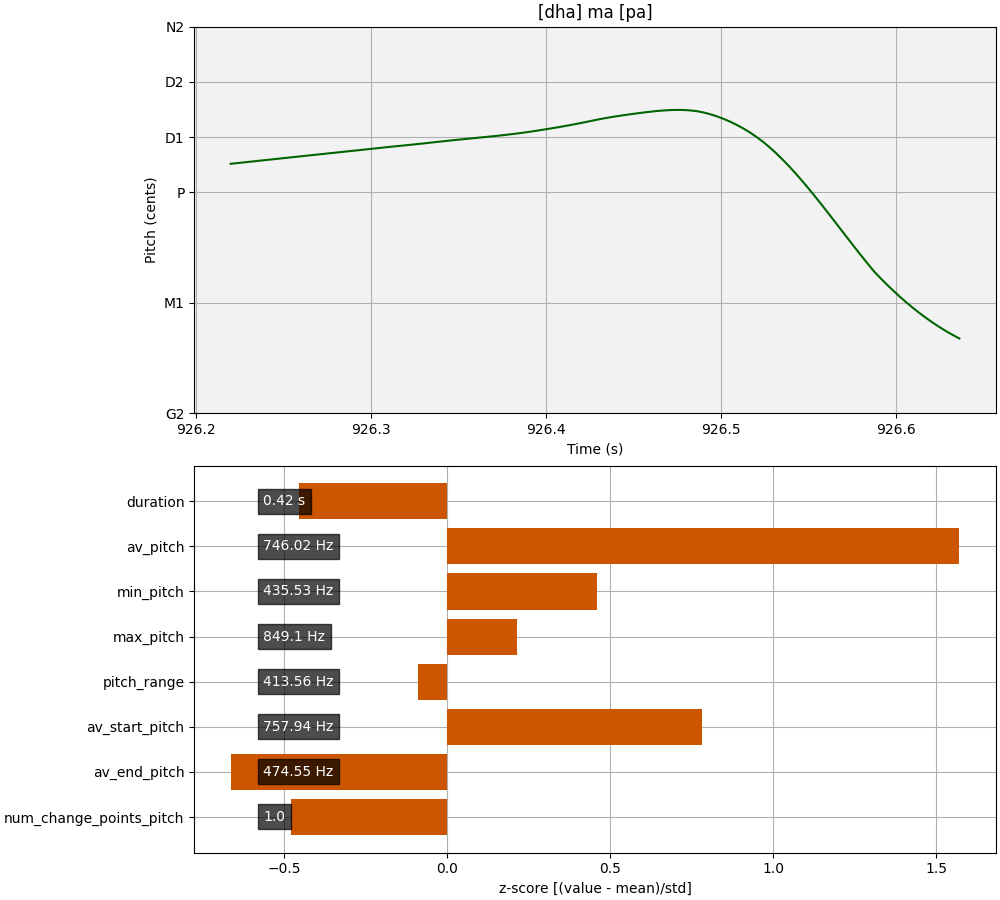 [dha] ma [pa]
N2
D2
D1
P
M1
G2
Pitch (cents)
926.2 926.3 926.4 926.5 926.6
Time (s)
duration 0.42 s
av_pitch 746.02 Hz
min_pitch 435.53 Hz
max_pitch 849.1 Hz
pitch_range 413.56 Hz
av_start_pitch 757.94 Hz
av_end_pitch 474.55 Hz
num_change_points_pitch 1.0
−0.5 0.0 0.5 1.0 1.5
z-score [(value - mean)/std]